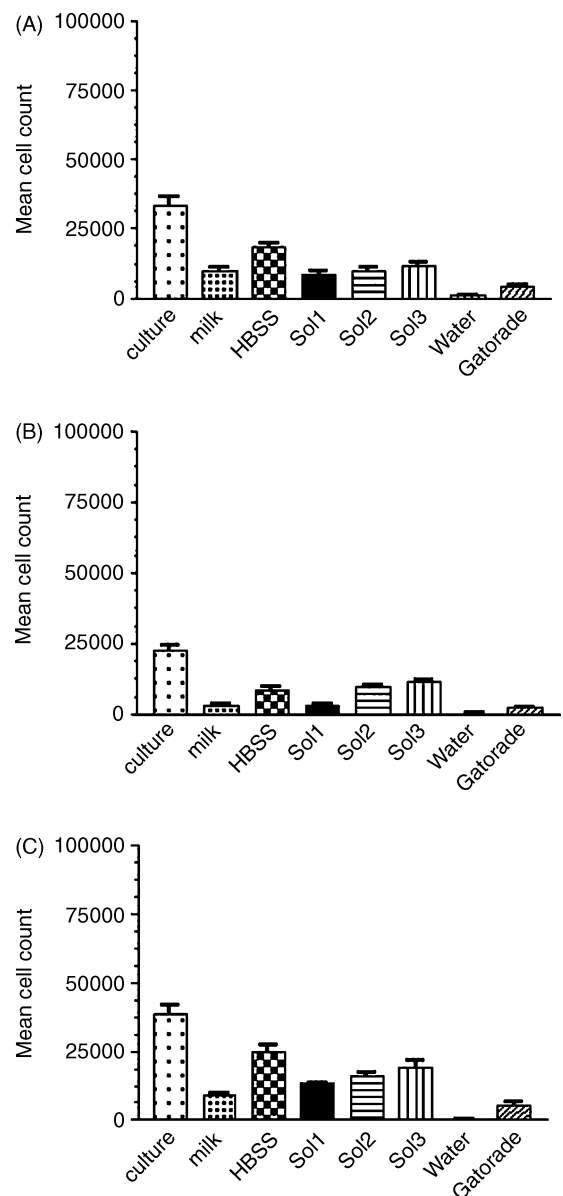 (A)
100000
75000
50000
25000
0
Mean cell count
culture
milk
HBSS
Sol1
Sol2
Sol3
Water
Gatorade
(B)
100000
75000
50000
25000
0
Mean cell count
culture
milk
HBSS
Sol1
Sol2
Sol3
Water
Gatorade
(C)
100000
75000
50000
25000
0
Mean cell count
culture
milk
HBSS
Sol1
Sol2
Sol3
Water
Gatorade